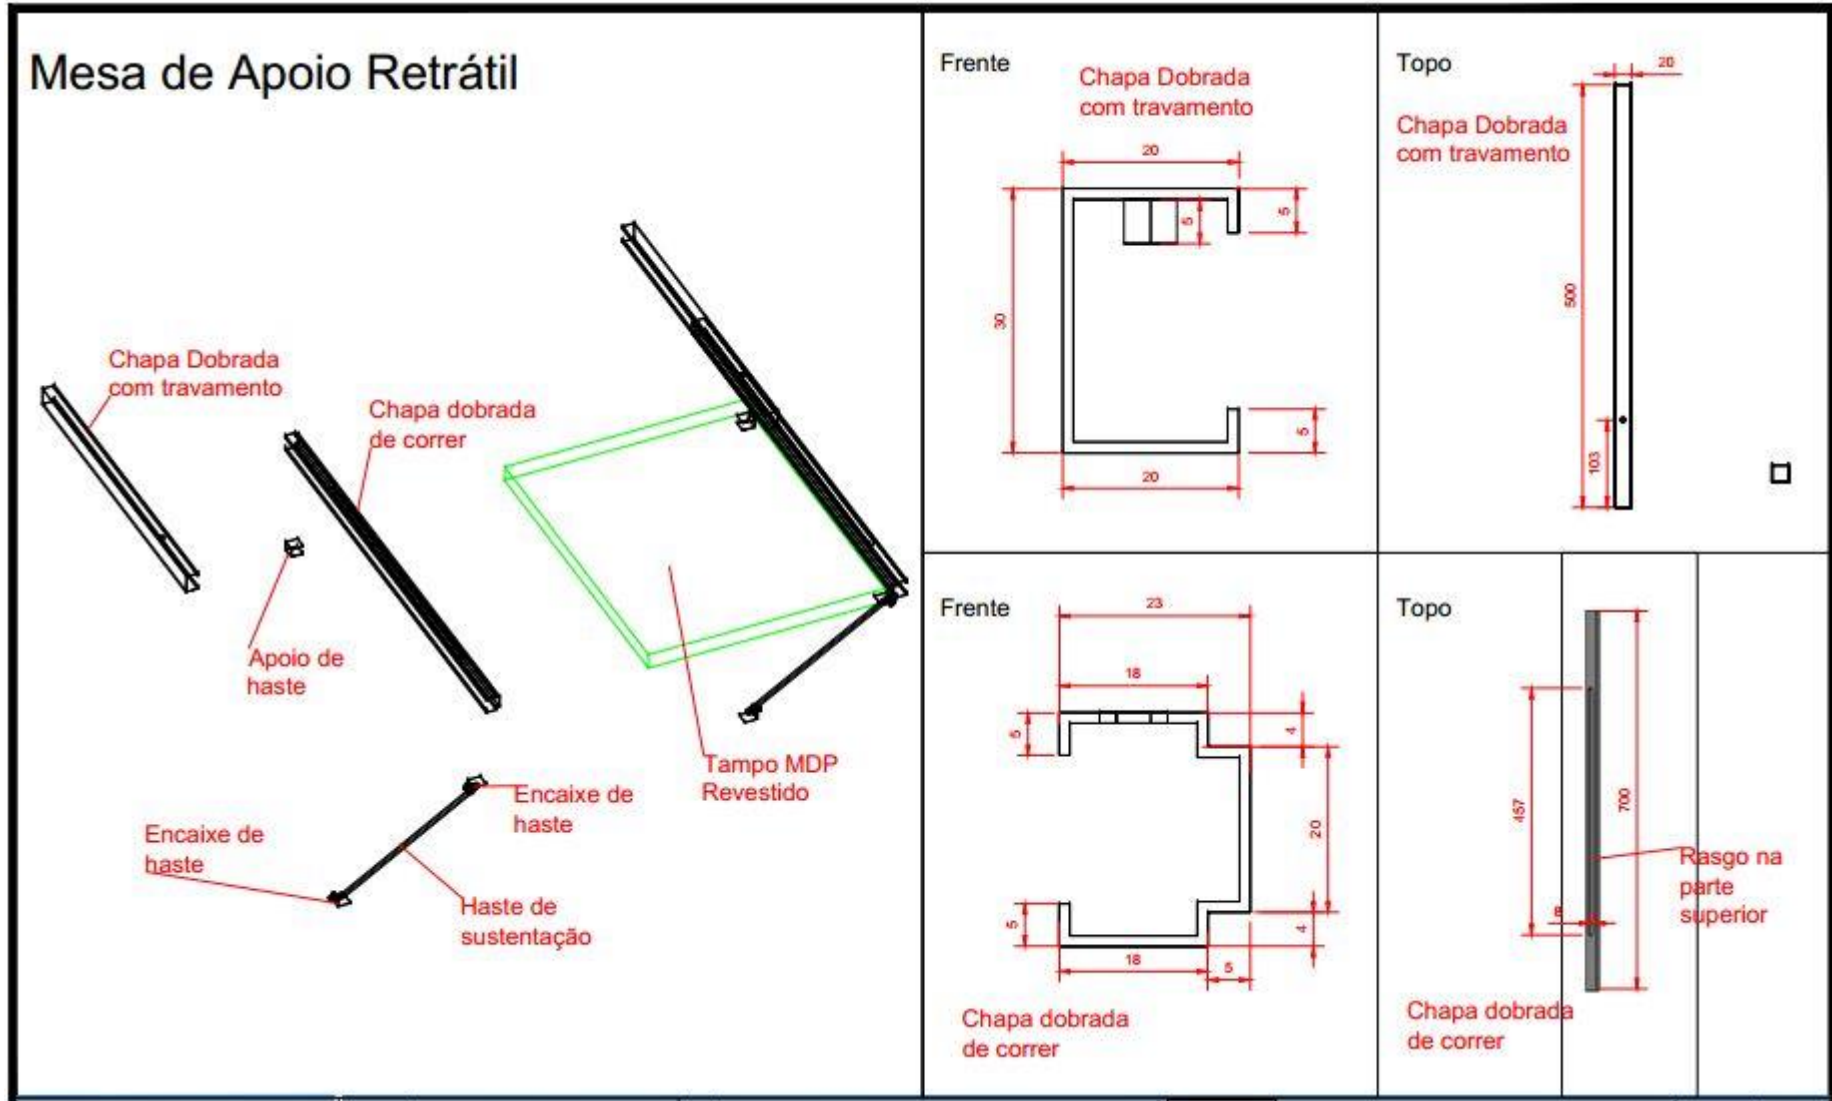 Mesa de Apoio Retrátil
Chapa Dobrada
com travamento
Chapa dobrada
de correr
Apoio de
haste
Tampo MDP
Revestido
Encaixe de
haste
Encaixe de
haste
Haste de
sustentação
Frente
Chapa Dobrada
com travamento
20
5
5
30
5
20
Topo
20
Chapa Dobrada
com travamento
500
103
Frente
23
18
5
4
20
5
4
18
5
Chapa dobrada
de correr
Topo
457
700
Rasgo na
parte
superior
8
Chapa dobrada
de correr